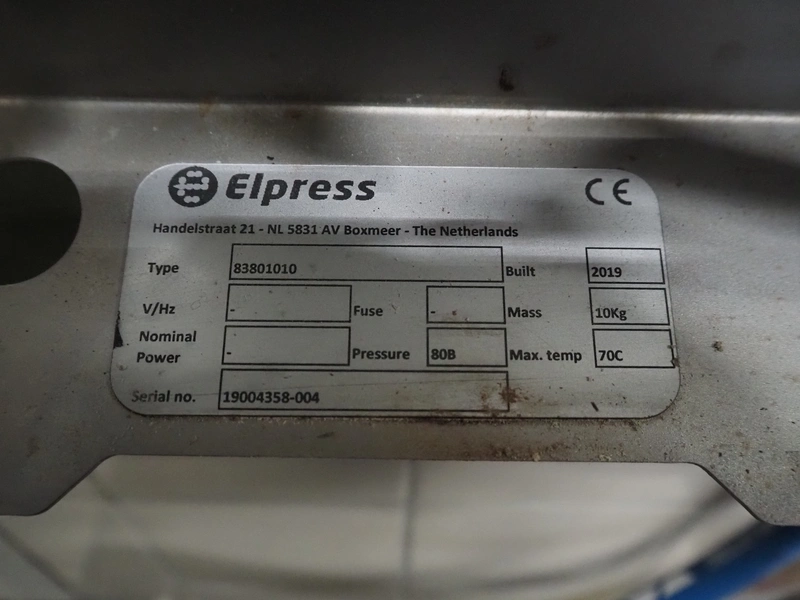 Elpress CE
Handelstraat 21 - NL 5831 AV Boxmeer - The Netherlands
Type 83801010 Built 2019
V/Hz - Fuse - Mass 10Kg
Nominal
Power - Pressure 80B Max. temp 70C
Serial no. 19004358-004